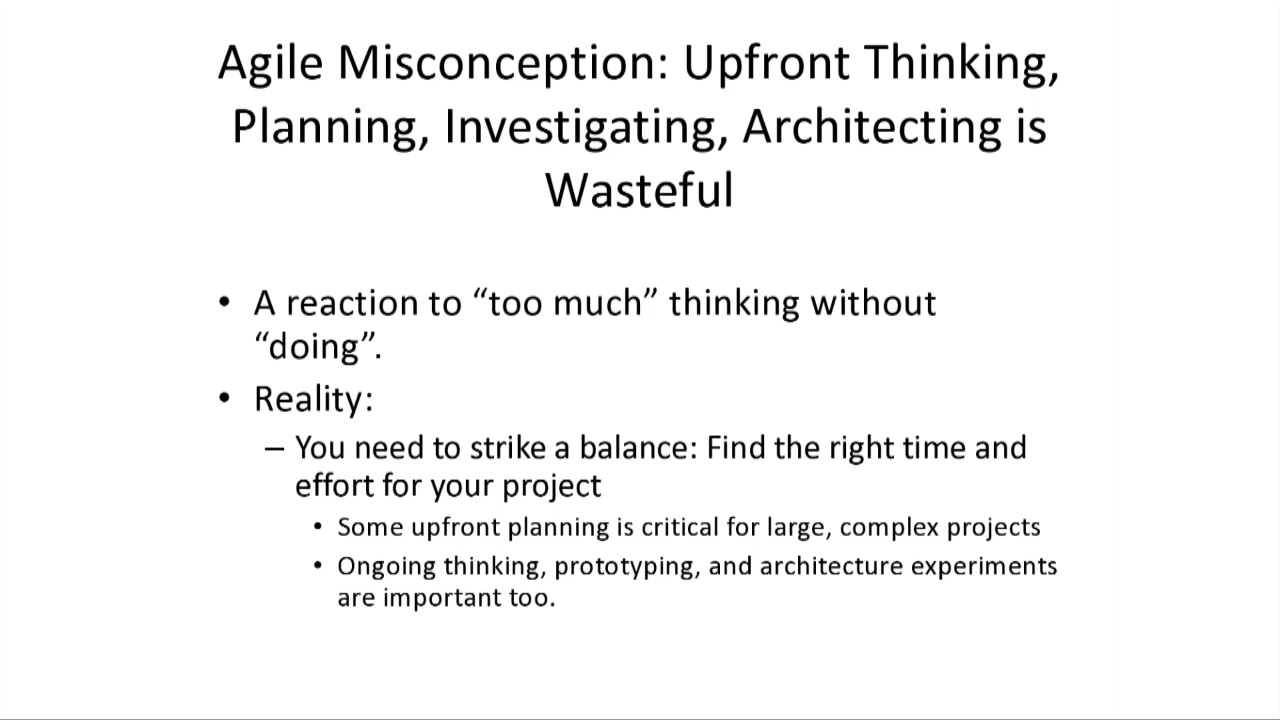 Agile Misconception: Upfront Thinking,
Planning, Investigating, Architecting is
Wasteful
• A reaction to “too much” thinking without
“doing”.
• Reality:
– You need to strike a balance: Find the right time and
effort for your project
• Some upfront planning is critical for large, complex projects
• Ongoing thinking, prototyping, and architecture experiments
are important too.